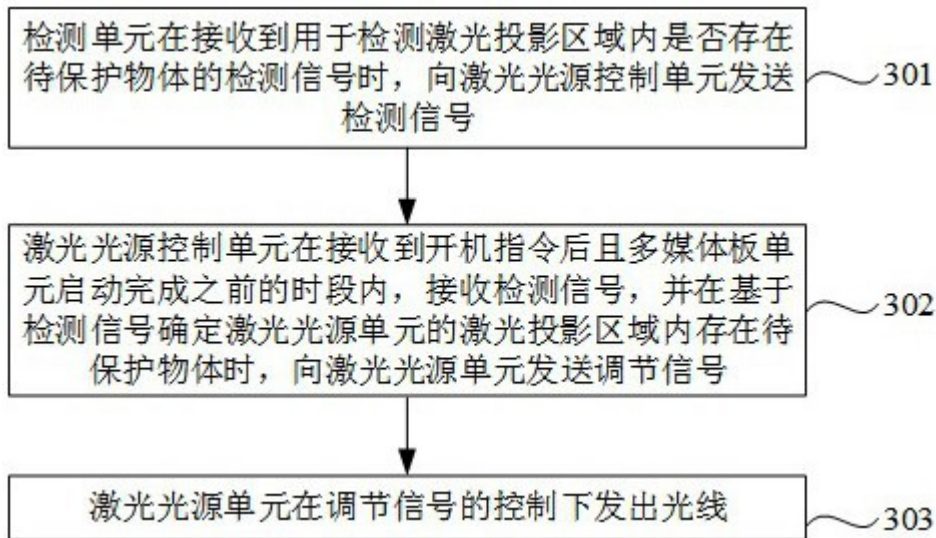 检测单元在接收到用于检测激光投影区域内是否存在
待保护物体的检测信号时，向激光光源控制单元发送
检测信号
301
激光光源控制单元在接收到开机指令后且多媒体板单
元启动完成之前的时段内，接收检测信号，并在基于
检测信号确定激光光源单元的激光投影区域内存在待
保护物体时，向激光光源单元发送调节信号
302
激光光源单元在调节信号的控制下发出光线
303